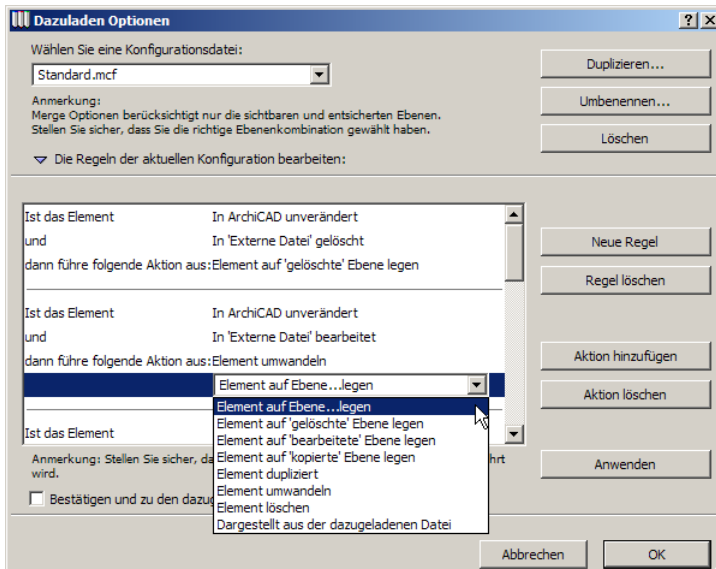 Dazuladen Optionen
Wählen Sie eine Konfigurationsdatei:
Standard.mcf
Duplizieren...
Anmerkung:
Merge Optionen berücksichtigt nur die sichtbaren und entsicherten Ebenen.
Stellen Sie sicher, dass Sie die richtige Ebenenkombination gewählt haben.
Umbenennen...
Löschen
Die Regeln der aktuellen Konfiguration bearbeiten:
Ist das Element In ArchiCAD unverändert
und In 'Externe Datei' gelöscht
dann führe folgende Aktion aus:Element auf 'gelöschte' Ebene legen
Neue Regel
Regel löschen
Ist das Element In ArchiCAD unverändert
und In 'Externe Datei' bearbeitet
dann führe folgende Aktion aus:Element umwandeln
Aktion hinzufügen
Element auf Ebene...legen
Aktion löschen
Element auf Ebene...legen
Element auf 'gelöschte' Ebene legen
Element auf 'bearbeitete' Ebene legen
Element auf 'kopierte' Ebene legen
Element dupliziert
Element umwandeln
Element löschen
Dargestellt aus der dazugeladenen Datei
Ist das Element
Anmerkung: Stellen Sie sicher,
wird.
Anwenden
Bestätigen und zu den
Abbrechen
OK